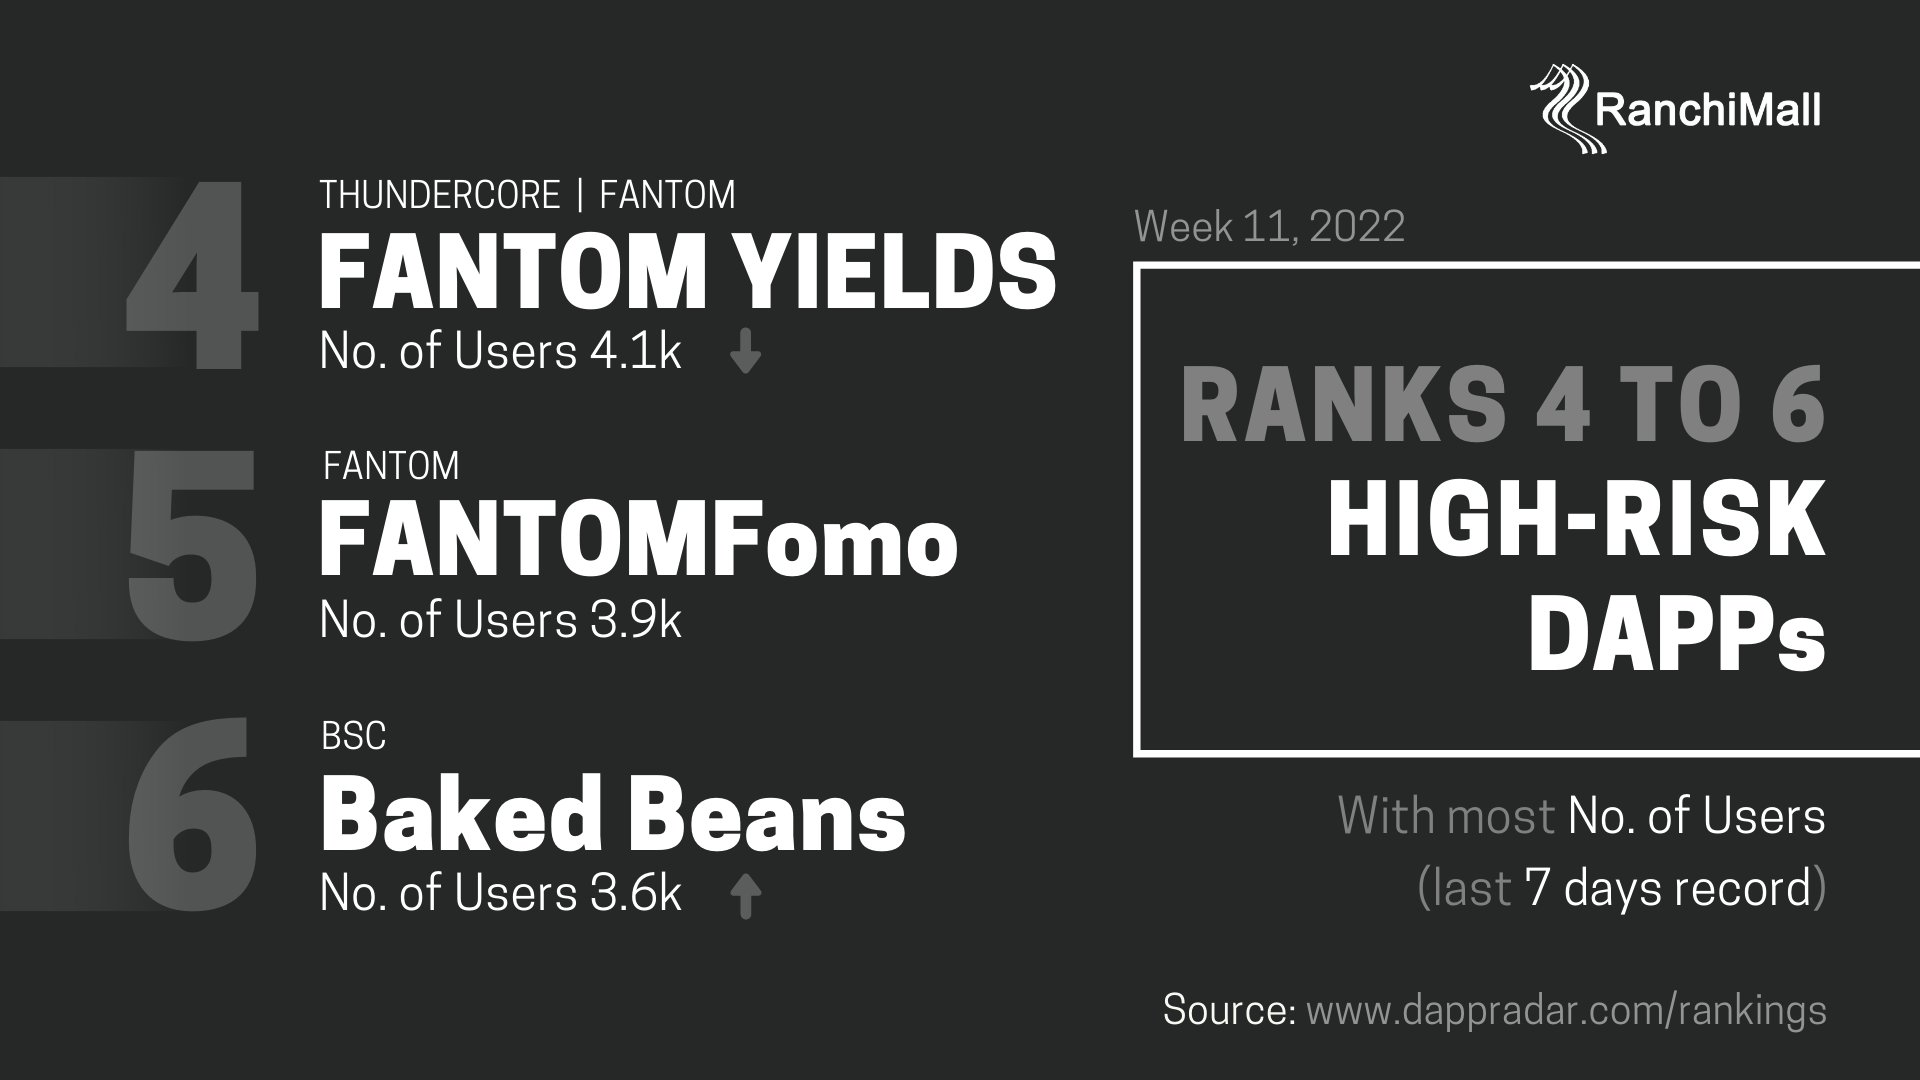 RanchiMall
4
THUNDERCORE | FANTOM
FANTOM YIELDS
No. of Users 4.1k
5
FANTOM
FANTOMFomo
No. of Users 3.9k
6
BSC
Baked Beans
No. of Users 3.6k
Week 11, 2022
RANKS 4 TO 6
HIGH-RISK
DAPPs
With most No. of Users
(last 7 days record)
Source: www.dappradar.com/rankings